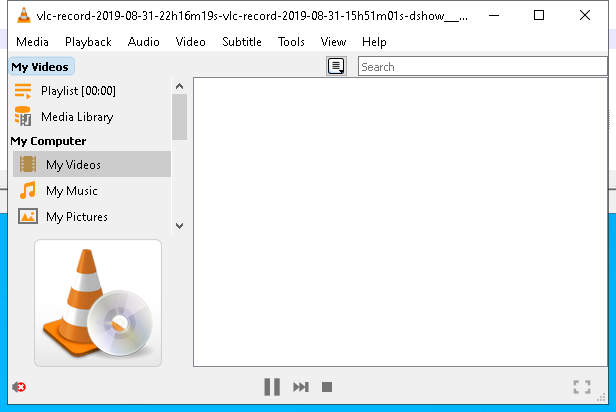 vlc-record-2019-08-31-22h16m19s-vlc-record-2019-08-31-15h51m01s-dshow__...
Media Playback Audio Video Subtitle Tools View Help
My Videos
Search
Playlist [00:00]
Media Library
My Computer
My Videos
My Music
My Pictures